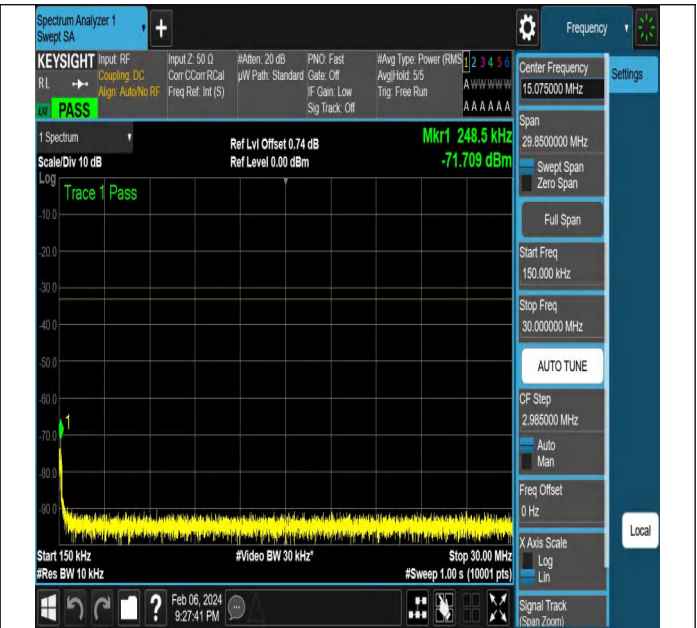 Spectrum Analyzer 1
Swept SA
Frequency
KEYSIGHT
RL
PASS
Input: RF
Coupling: DC
Align: Auto/No RF
Input Z: 50 Ω
Corr CCorr RCal
Freq Ref: Int (S)
#Atten: 20 dB
µW Path: Standard
PNO: Fast
Gate: Off
IF Gain: Low
Sig Track: Off
#Avg Type: Power (RMS
Avg|Hold: 5/5
Trig: Free Run
1 2 3 4 5 6
A W W W W W
A A A A A A
1 Spectrum
Scale/Div 10 dB
Ref Lvl Offset 0.74 dB
Ref Level 0.00 dBm
Mkr1 248.5 kHz
-71.709 dBm
Log
Trace 1 Pass
-10.0
-20.0
-30.0
-40.0
-50.0
-60.0
1
-70.0
-80.0
-90.0
Start 150 kHz
#Video BW 30 kHz*
Stop 30.00 MHz
#Res BW 10 kHz
#Sweep 1.00 s (10001 pts)
Feb 06, 2024
9:27:41 PM
Center Frequency
15.075000 MHz
Settings
Span
29.8500000 MHz
Swept Span
Zero Span
Full Span
Start Freq
150.000 kHz
Stop Freq
30.000000 MHz
AUTO TUNE
CF Step
2.985000 MHz
Auto
Man
Freq Offset
0 Hz
Local
X Axis Scale
Log
Lin
Signal Track
(Span Zoom)